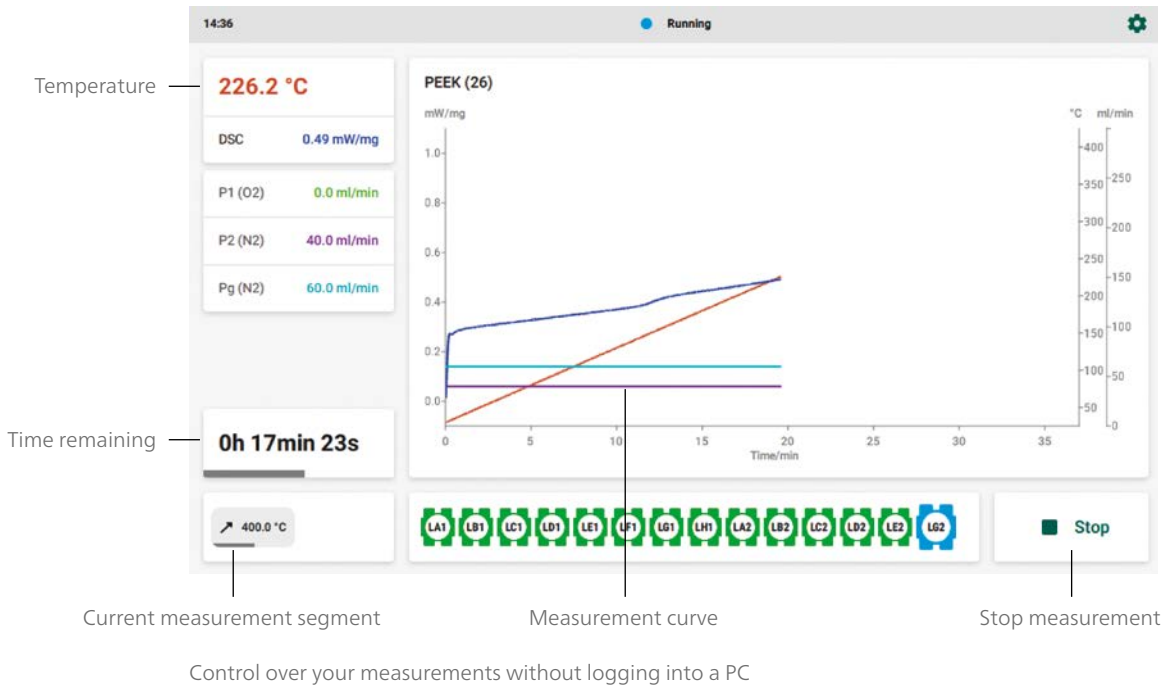 14:36
Running
Temperature
226.2 °C
DSC 0.49 mW/mg
P1 (O2) 0.0 ml/min
P2 (N2) 40.0 ml/min
Pg (N2) 60.0 ml/min
PEEK (26)
mW/mg
°C ml/min
1.0
0.8
0.6
0.4
0.2
0.0
400
350
300
250
200
150
100
50
250
200
150
100
50
0
0 5 10 15 20 25 30 35
Time/min
Time remaining
0h 17min 23s
400.0 °C
LA1 LB1 LC1 LD1 LE1 LF1 LG1 LH1 LA2 LB2 LC2 LD2 LE2 LG2
Stop
Current measurement segment
Measurement curve
Stop measurement
Control over your measurements without logging into a PC